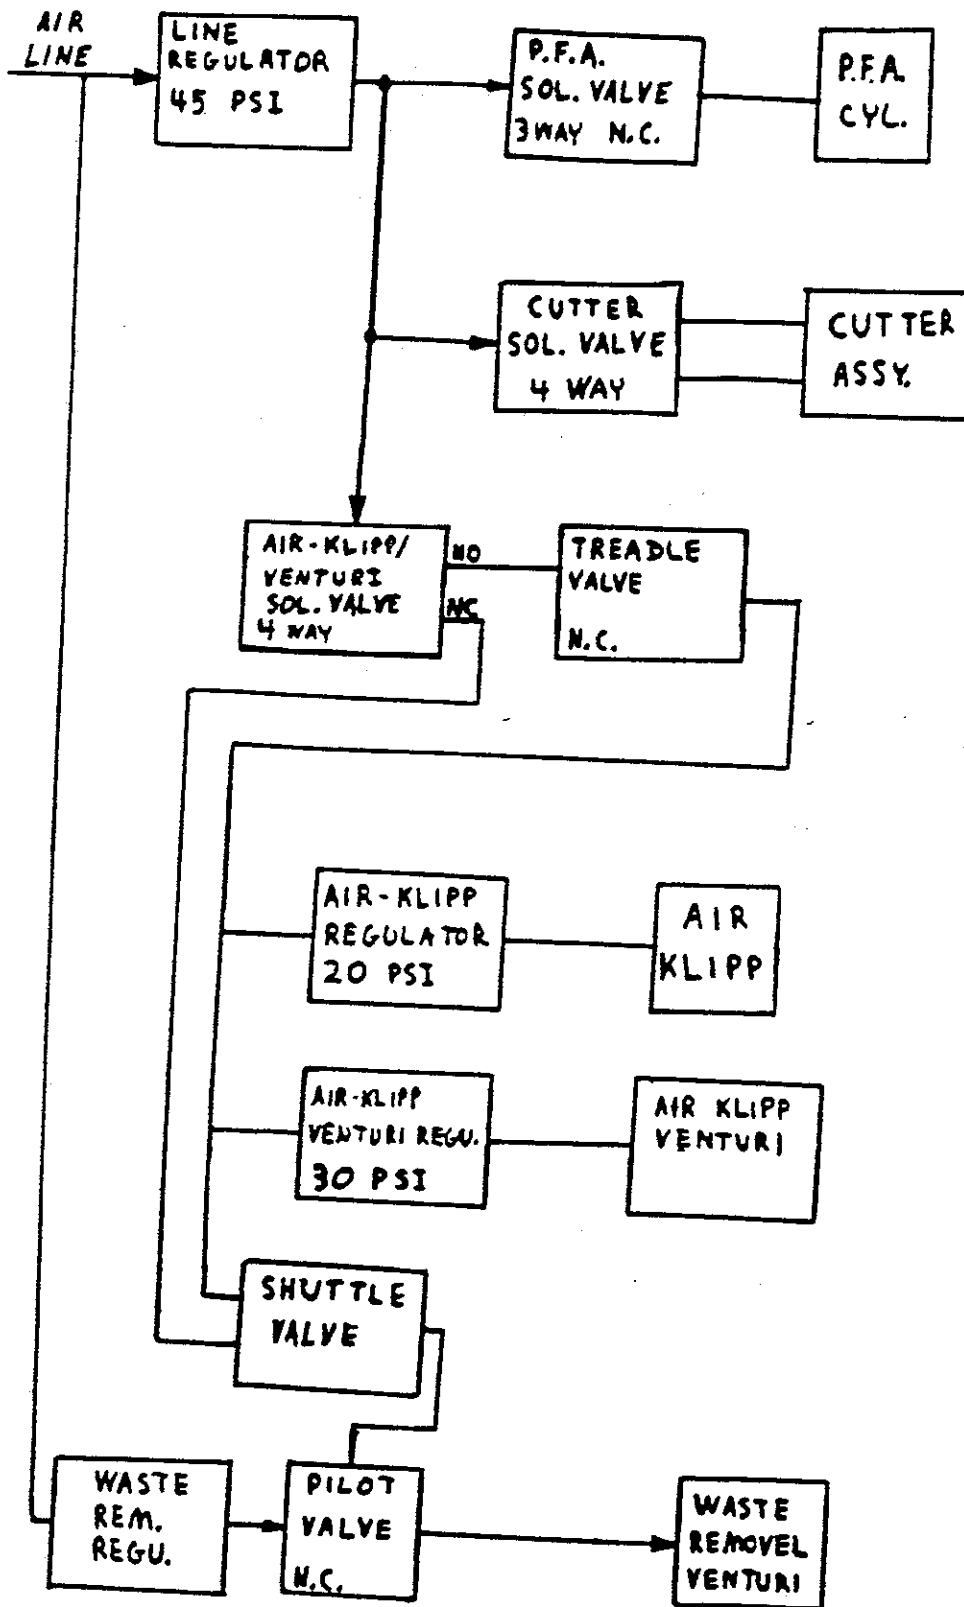 AIR
LINE
LINE
REGULATOR
45 PSI
P.F.A.
SOL. VALVE
3 WAY N.C.
P.F.A.
CYL.
CUTTER
SOL. VALVE
4 WAY
CUTTER
ASSY.
AIR-KLIPP/
VENTURI
SOL. VALVE
4 WAY
NO
NC
TREADLE
VALVE
N.C.
AIR-KLIPP
REGULATOR
20 PSI
AIR
KLIPP
AIR-KLIPP
VENTURI REGU.
30 PSI
AIR KLIPP
VENTURI
SHUTTLE
VALVE
WASTE
REM.
REGU.
PILOT
VALVE
N.C.
WASTE
REMOVEL
VENTURI